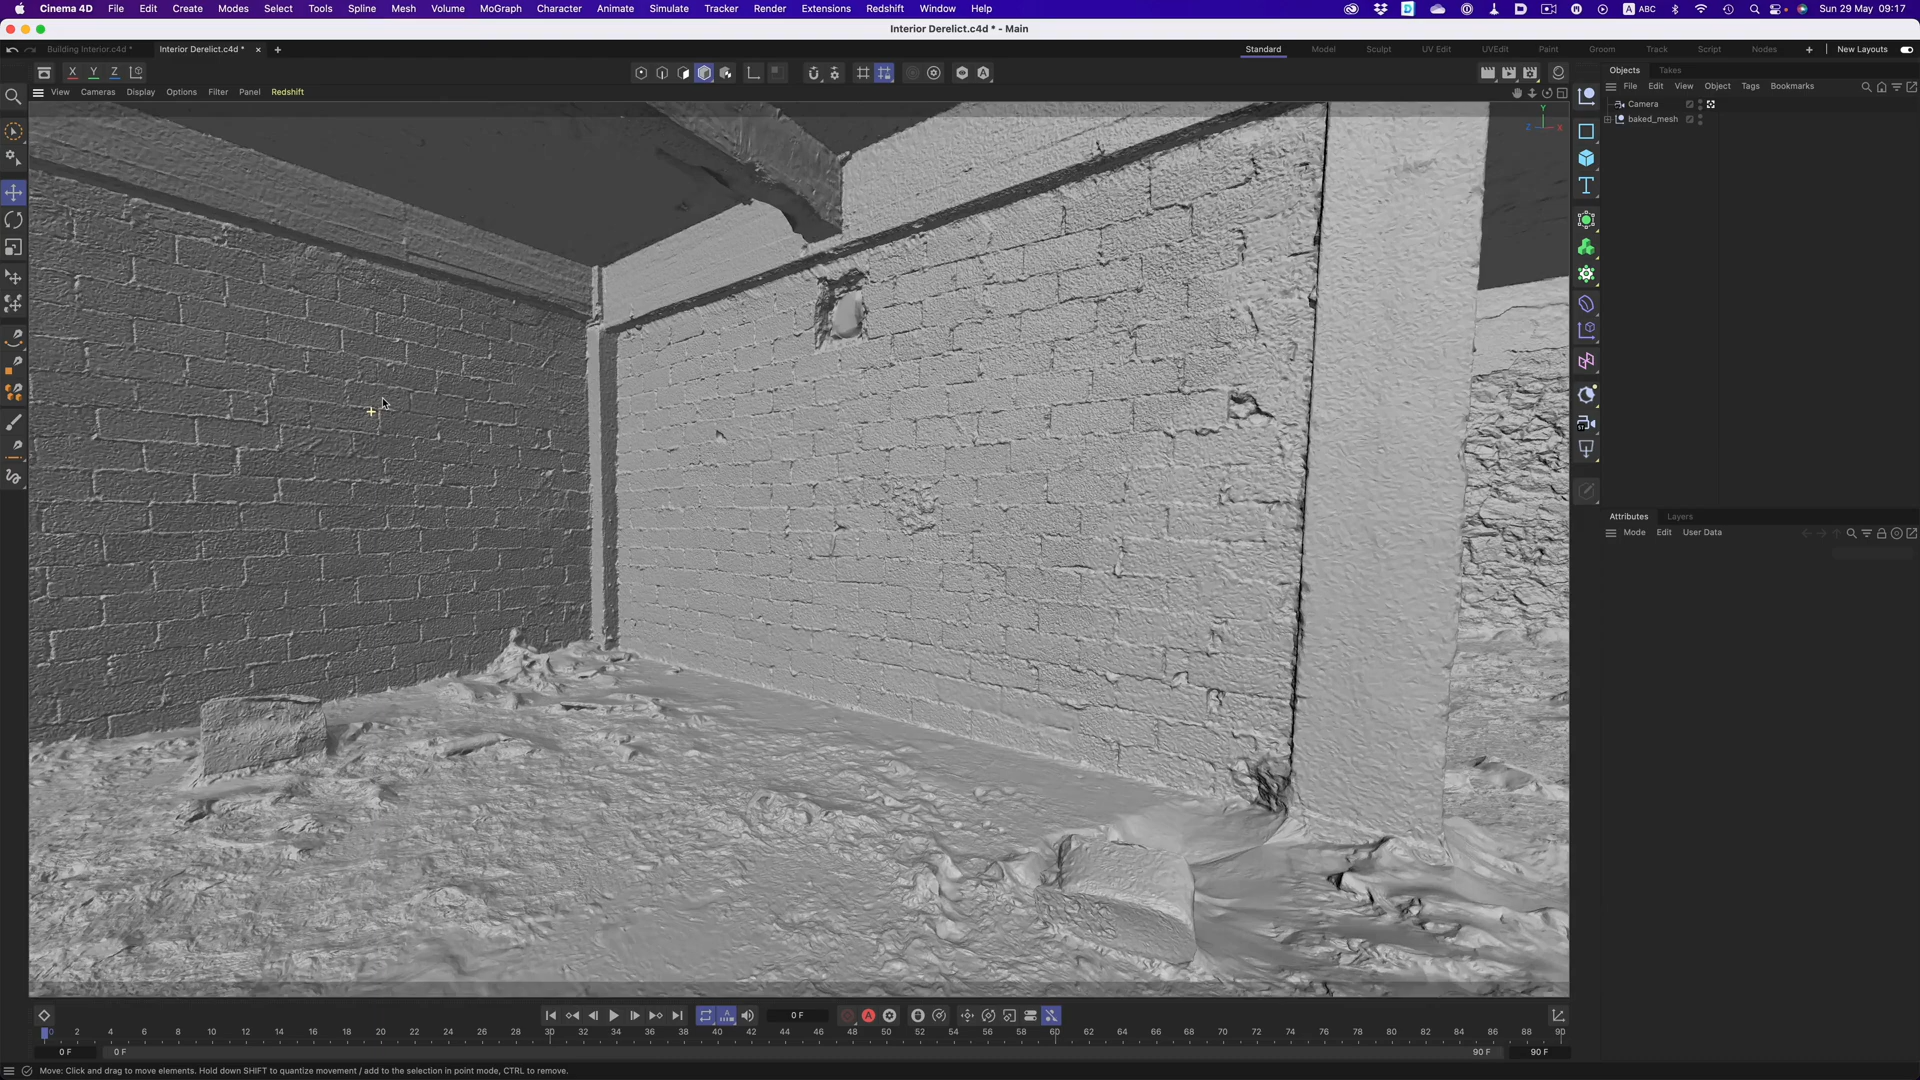 Cinema 4D File Edit Create Modes Select Tools Spline Mesh Volume MoGraph Character Animate Simulate Tracker Render Extensions Redshift Window Help ABC Sun 29 May 09:17
Interior Derelict.c4d * - Main
Building Interior.c4d * Interior Derelict.c4d * Standard Model Sculpt UV Edit UVEdit Paint Groom Track Script Nodes New Layouts
X Y Z
Objects Takes
File Edit View Object Tags Bookmarks
View Cameras Display Options Filter Panel Redshift
Camera
baked_mesh
Y
Z X
Attributes Layers
Mode Edit User Data
0 F
0 2 4 6 8 10 12 14 16 18 20 22 24 26 28 30 32 34 36 38 40 42 44 46 48 50 52 54 56 58 60 62 64 66 68 70 72 74 76 78 80 82 84 86 88 90
0 F 0 F 90 F 90 F
Move: Click and drag to move elements. Hold down SHIFT to quantize movement / add to the selection in point mode, CTRL to remove.